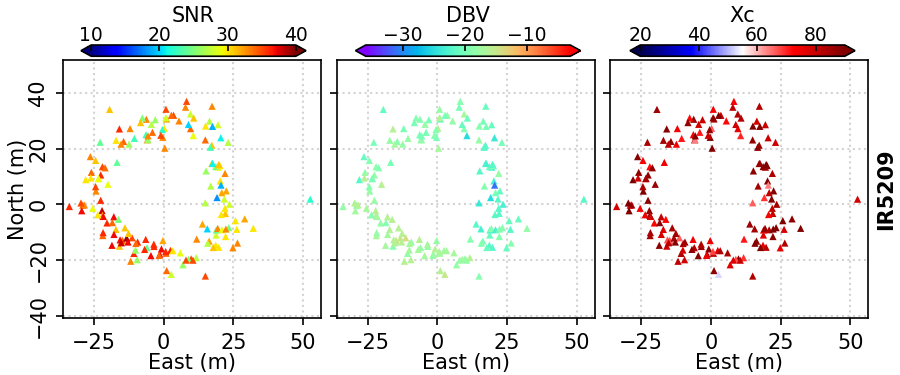 SNR DBV Xc
10 20 30 40 −30 −20 −10 20 40 60 80
North (m)
40
20
0
−20
−40
IR5209
−25 0 25 50 −25 0 25 50 −25 0 25 50
East (m) East (m) East (m)